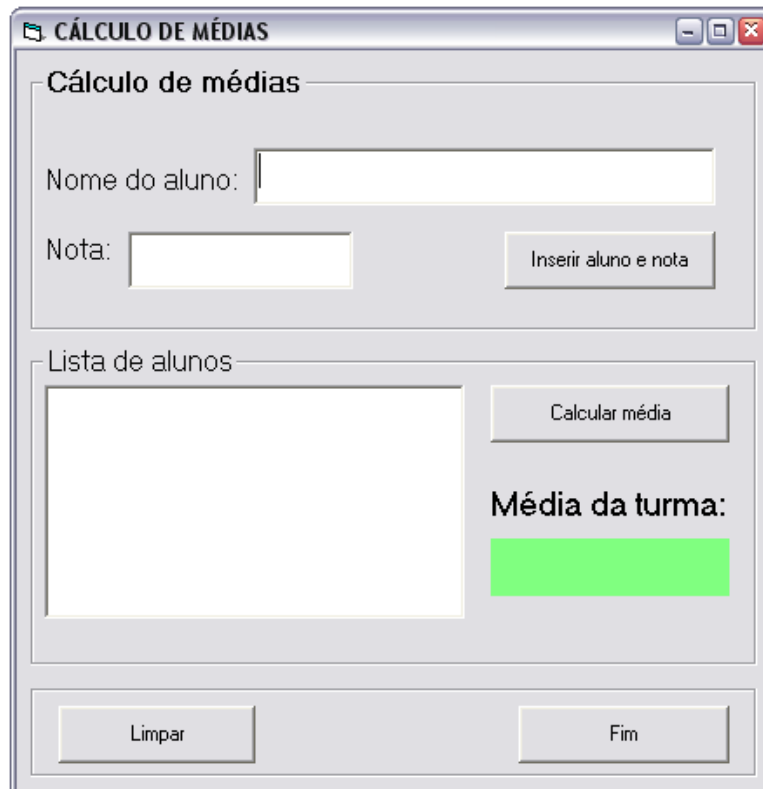 CÁLCULO DE MÉDIAS
Cálculo de médias
Nome do aluno:
Nota:
Inserir aluno e nota
Lista de alunos
Calcular média
Média da turma:
Limpar
Fim